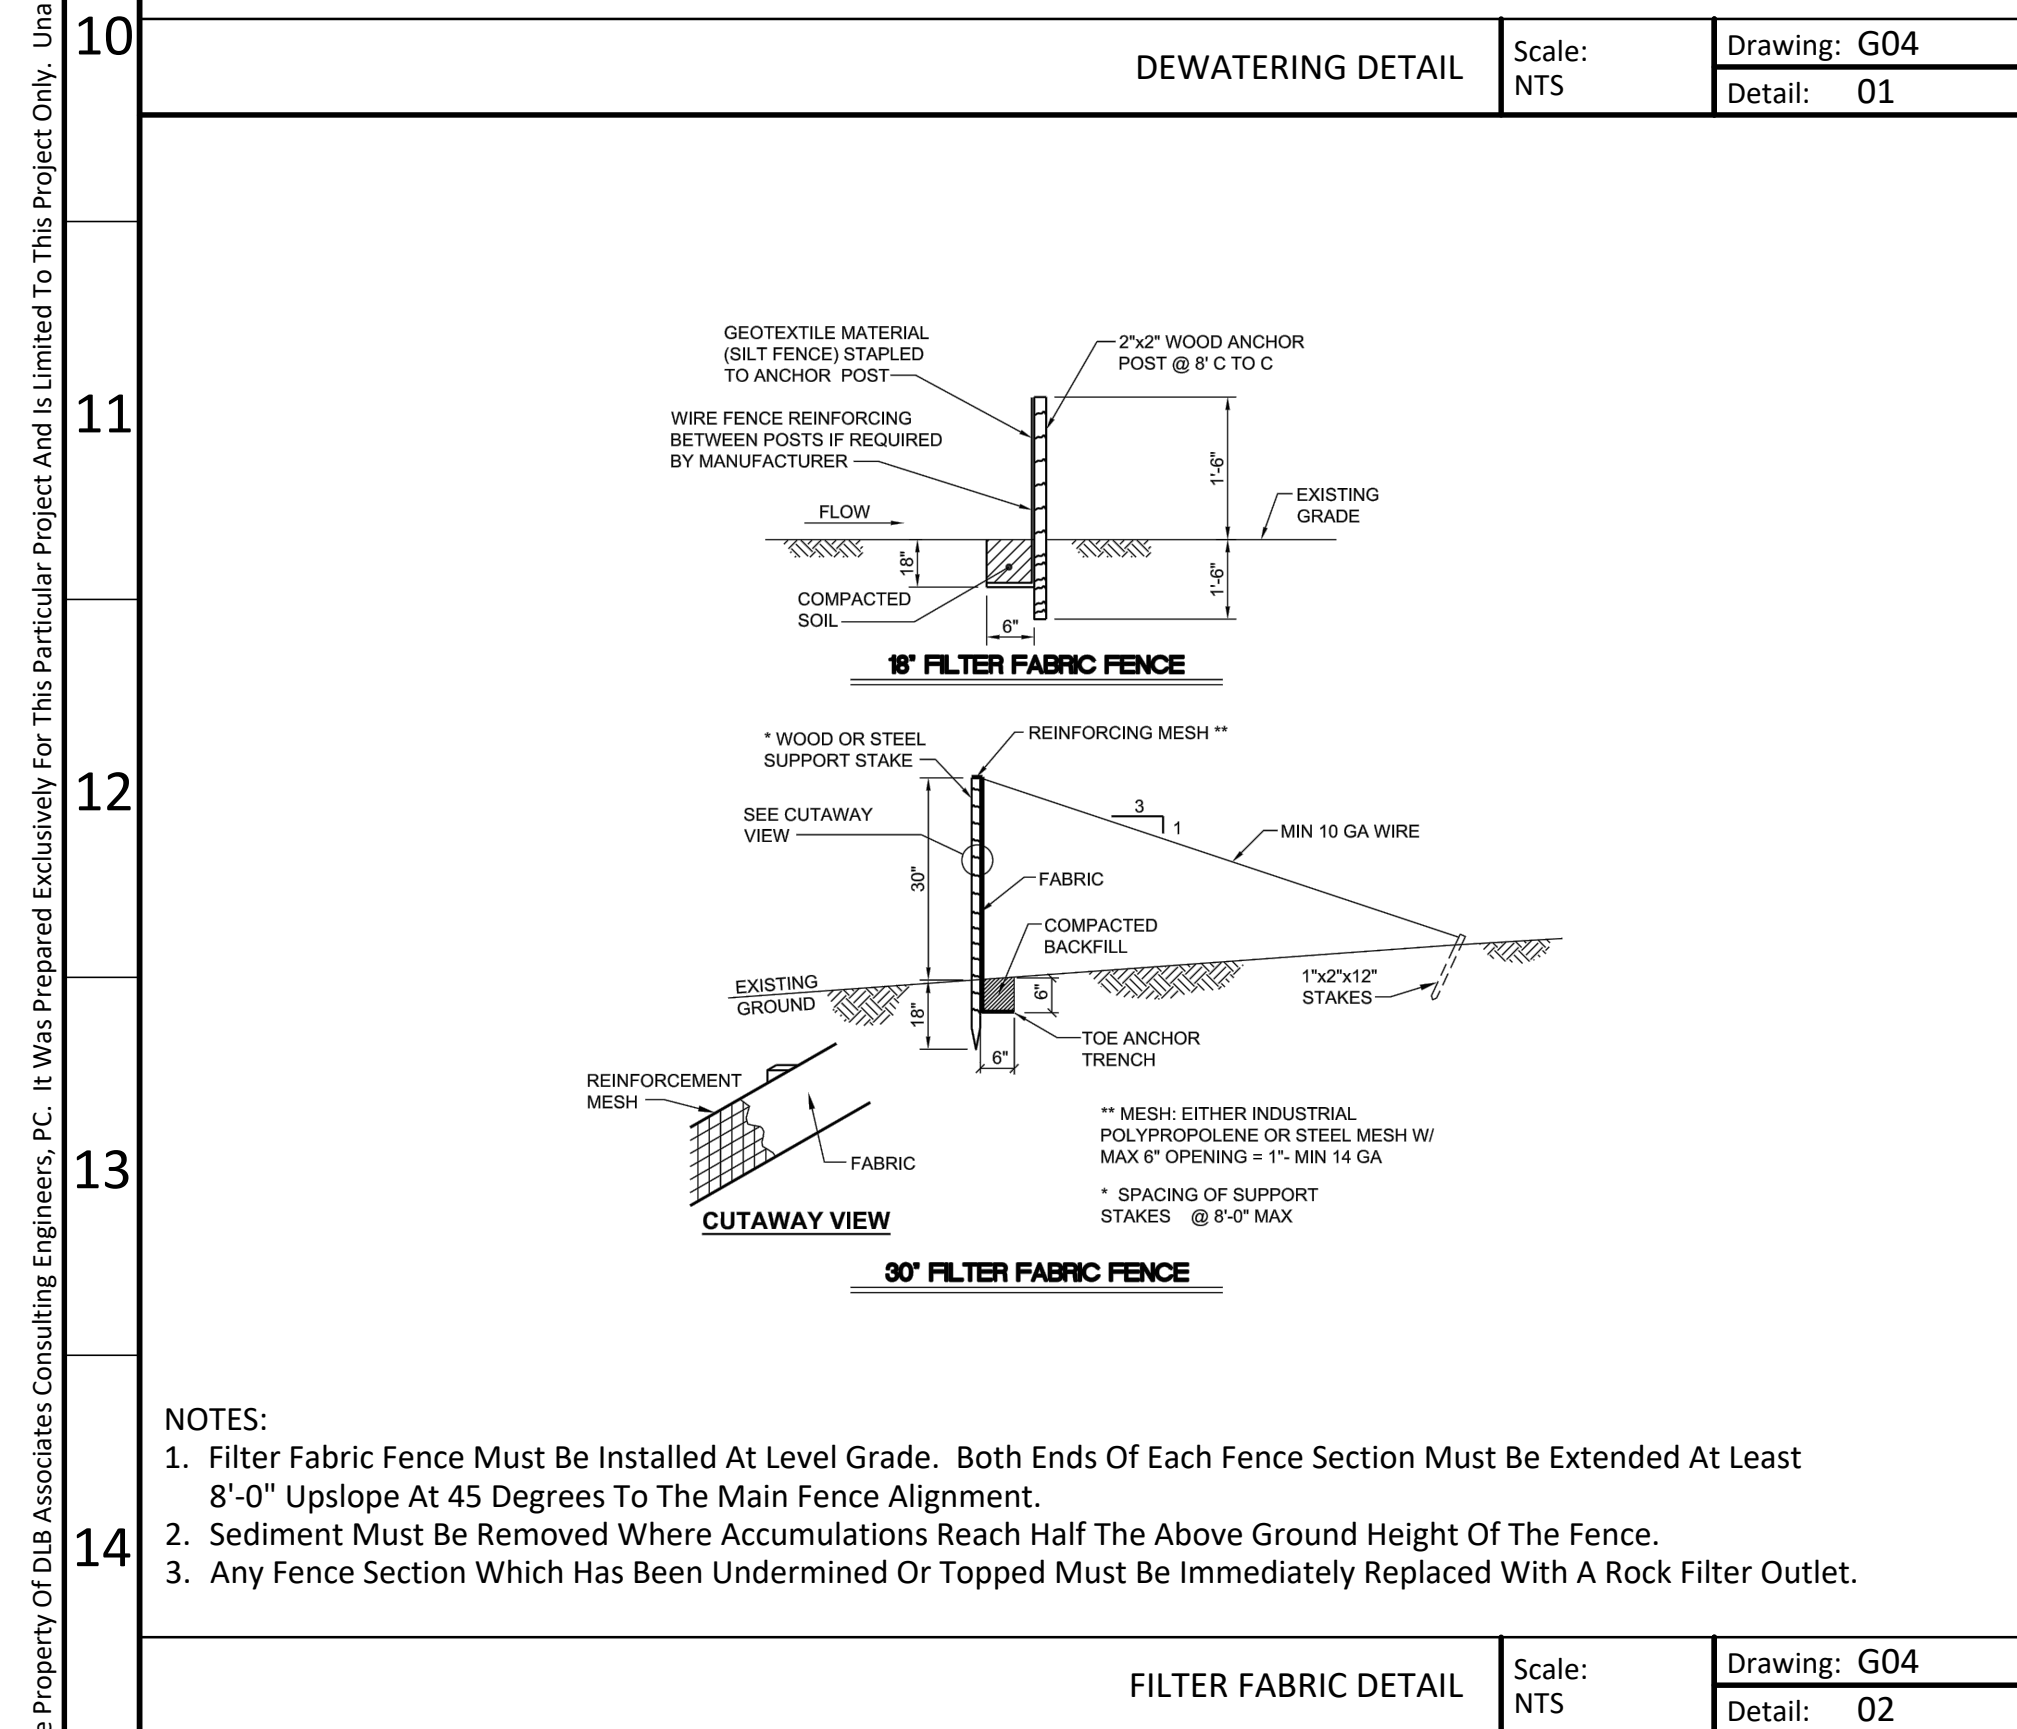 10
DEWATERING DETAIL
Scale:
NTS
Drawing: G04
Detail: 01
e Property Of DLB Associates Consulting Engineers, PC. It Was Prepared Exclusively For This Particular Project And Is Limited To This Project Only. Una
11
12
13
14
GEOTEXTILE MATERIAL
(SILT FENCE) STAPLED
TO ANCHOR POST
2"x2" WOOD ANCHOR
POST @ 8' C TO C
WIRE FENCE REINFORCING
BETWEEN POSTS IF REQUIRED
BY MANUFACTURER
1'-6"
EXISTING
GRADE
FLOW
18"
1'-6"
COMPACTED
SOIL
6"
18" FILTER FABRIC FENCE
* WOOD OR STEEL
SUPPORT STAKE
REINFORCING MESH **
SEE CUTAWAY
VIEW
3
1
MIN 10 GA WIRE
30"
FABRIC
COMPACTED
BACKFILL
EXISTING
GROUND
18"
6"
1"x2"x12"
STAKES
TOE ANCHOR
TRENCH
6"
REINFORCEMENT
MESH
FABRIC
CUTAWAY VIEW
** MESH: EITHER INDUSTRIAL
POLYPROPOLENE OR STEEL MESH W/
MAX 6" OPENING = 1"- MIN 14 GA
* SPACING OF SUPPORT
STAKES @ 8'-0" MAX
30" FILTER FABRIC FENCE
NOTES:
1. Filter Fabric Fence Must Be Installed At Level Grade. Both Ends Of Each Fence Section Must Be Extended At Least
8'-0" Upslope At 45 Degrees To The Main Fence Alignment.
2. Sediment Must Be Removed Where Accumulations Reach Half The Above Ground Height Of The Fence.
3. Any Fence Section Which Has Been Undermined Or Topped Must Be Immediately Replaced With A Rock Filter Outlet.
FILTER FABRIC DETAIL
Scale:
NTS
Drawing: G04
Detail: 02